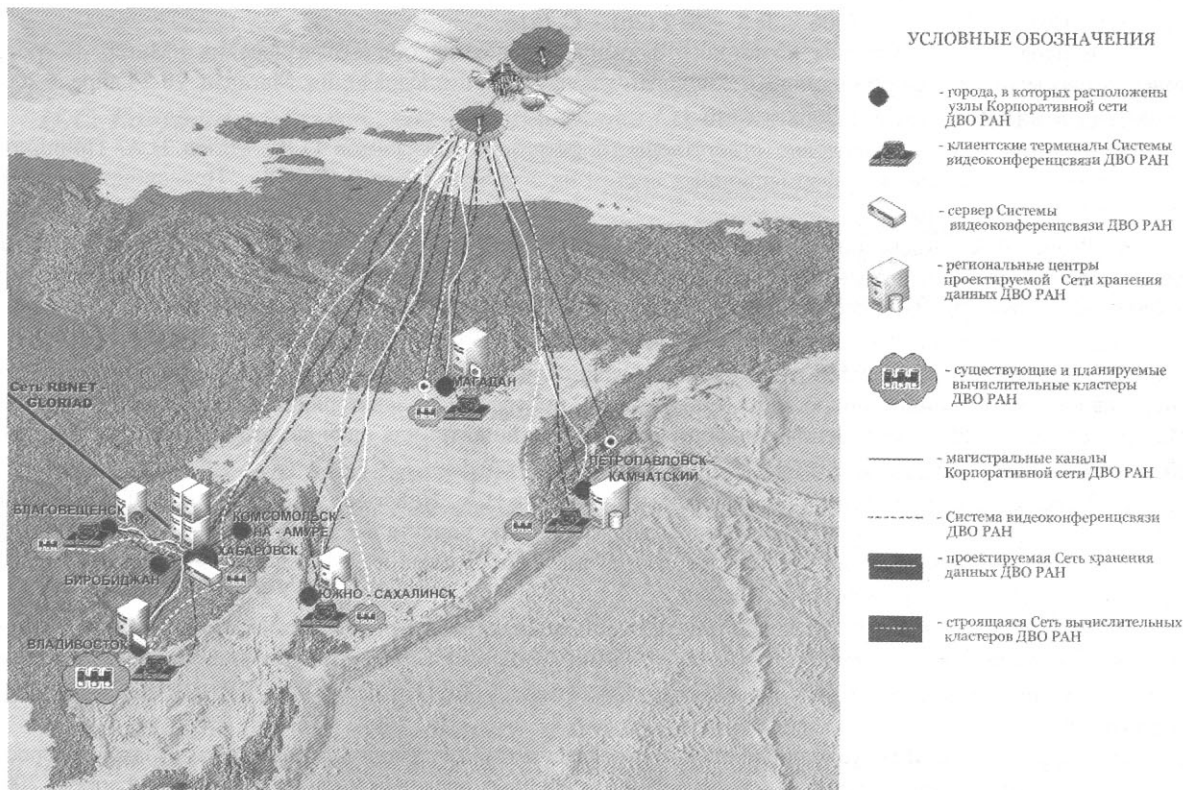 Сеть RBNET -
GLORIAD
МАГАДАН
ПЕТРОПАВЛОВСК -
КАМЧАТСКИЙ
БЛАГОВЕЩЕНСК
КОМСОМОЛЬСК -
НА - АМУРЕ
ХАБАРОВСК
БИРОБИДЖАН
ЮЖНО - САХАЛИНСК
ВЛАДИВОСТОК
УСЛОВНЫЕ ОБОЗНАЧЕНИЯ
- города, в которых расположены
узлы Корпоративной сети
ДВО РАН
- клиентские терминалы Системы
видеоконференцсвязи ДВО РАН
- сервер Системы
видеоконференцсвязи ДВО РАН
- региональные центры
проектируемой Сети хранения
данных ДВО РАН
- существующие и планируемые
вычислительные кластеры
ДВО РАН
- магистральные каналы
Корпоративной сети ДВО РАН
- Система видеоконференцсвязи
ДВО РАН
- проектируемая Сеть хранения
данных ДВО РАН
- строящаяся Сеть вычислительных
кластеров ДВО РАН